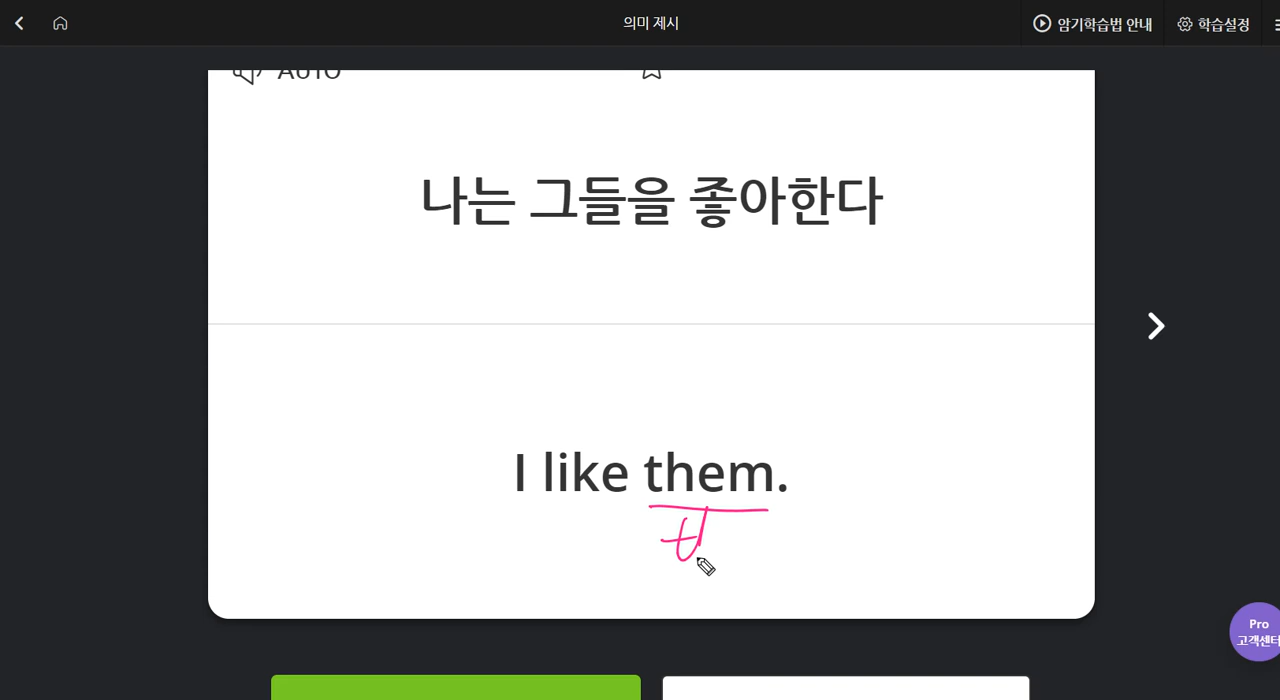 의미 제시
암기학습법 안내
학습설정
AUTO
나는 그들을 좋아한다
I like them.
Pro
고객센터